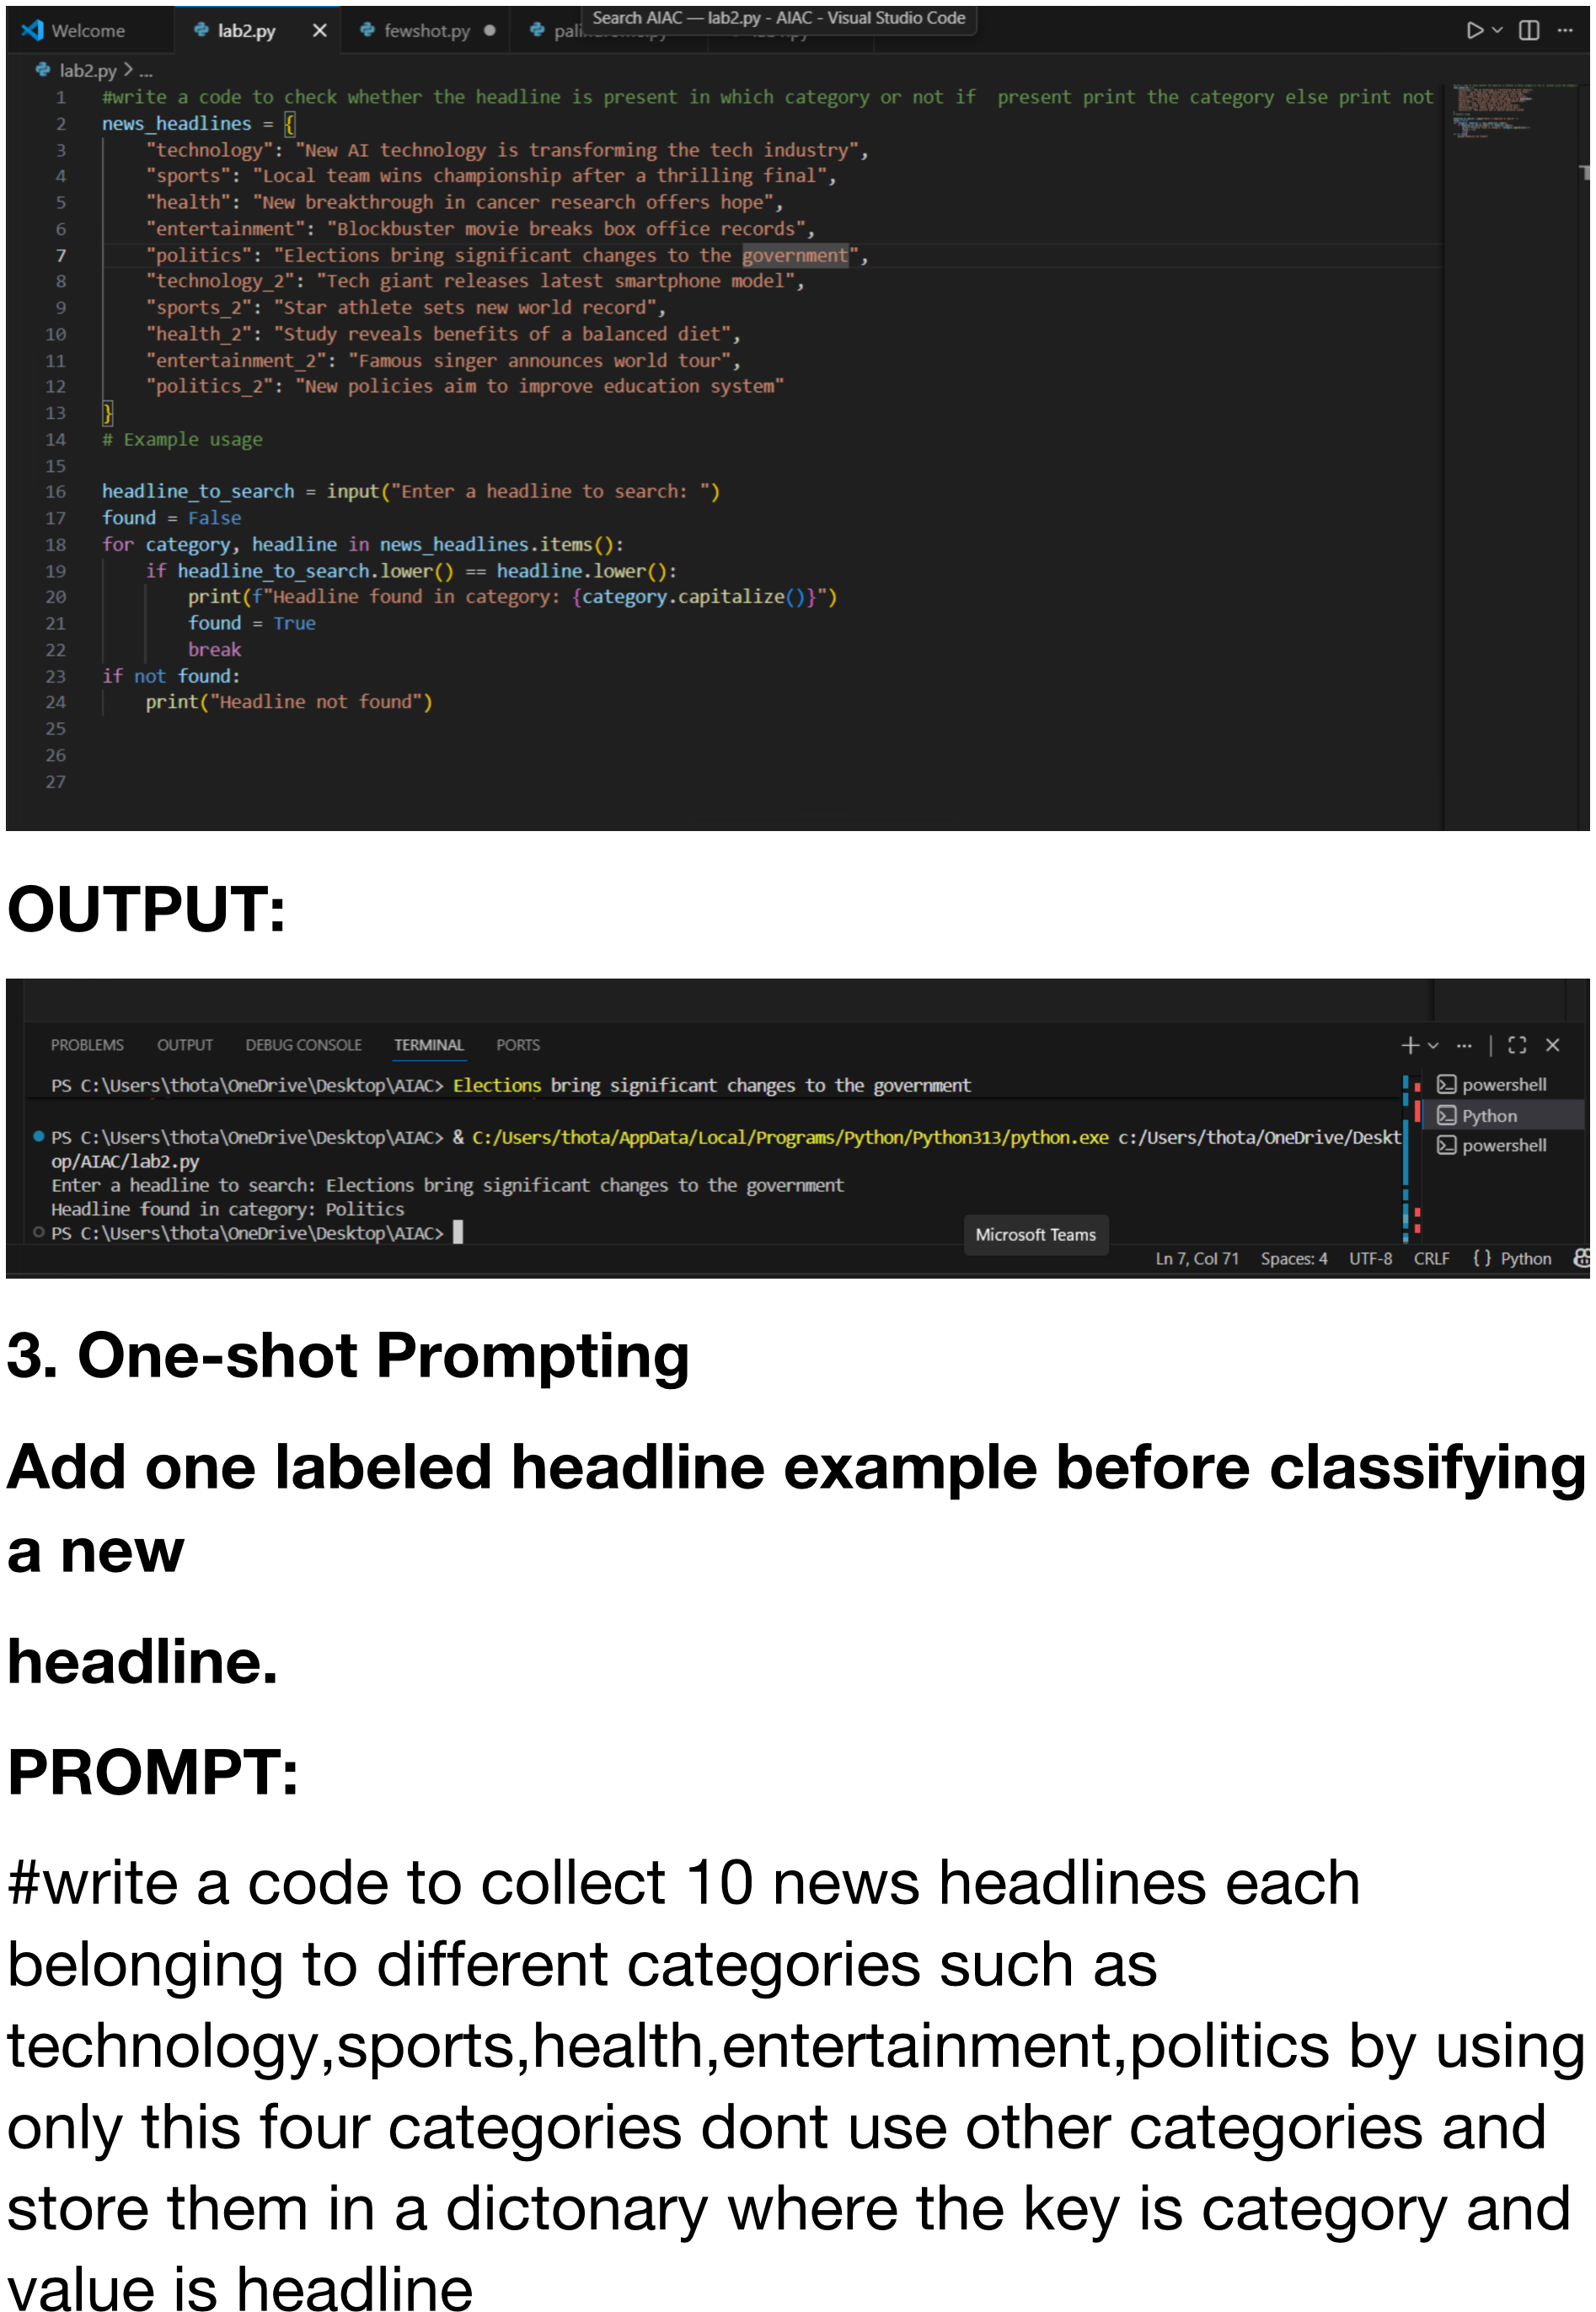 Welcome lab2.py fewshot.py Search AIAC — lab2.py - AIAC - Visual Studio Code
lab2.py > ...
1 #write a code to check whether the headline is present in which category or not if  present print the category else print not
2 news_headlines = {
3     "technology": "New AI technology is transforming the tech industry",
4     "sports": "Local team wins championship after a thrilling final",
5     "health": "New breakthrough in cancer research offers hope",
6     "entertainment": "Blockbuster movie breaks box office records",
7     "politics": "Elections bring significant changes to the government",
8     "technology_2": "Tech giant releases latest smartphone model",
9     "sports_2": "Star athlete sets new world record",
10     "health_2": "Study reveals benefits of a balanced diet",
11     "entertainment_2": "Famous singer announces world tour",
12     "politics_2": "New policies aim to improve education system"
13 }
14 # Example usage
15
16 headline_to_search = input("Enter a headline to search: ")
17 found = False
18 for category, headline in news_headlines.items():
19     if headline_to_search.lower() == headline.lower():
20         print(f"Headline found in category: {category.capitalize()}")
21         found = True
22         break
23 if not found:
24     print("Headline not found")
25
26
27
OUTPUT:
PROBLEMS OUTPUT DEBUG CONSOLE TERMINAL PORTS
PS C:\Users\thota\OneDrive\Desktop\AIAC> Elections bring significant changes to the government
powershell
PS C:\Users\thota\OneDrive\Desktop\AIAC> & C:/Users/thota/AppData/Local/Programs/Python/Python313/python.exe c:/Users/thota/OneDrive/Deskt
Python
op/AIAC/lab2.py
powershell
Enter a headline to search: Elections bring significant changes to the government
Headline found in category: Politics
PS C:\Users\thota\OneDrive\Desktop\AIAC>
Microsoft Teams
Ln 7, Col 71 Spaces: 4 UTF-8 CRLF {} Python
3. One-shot Prompting
Add one labeled headline example before classifying
a new
headline.
PROMPT:
#write a code to collect 10 news headlines each
belonging to different categories such as
technology,sports,health,entertainment,politics by using
only this four categories dont use other categories and
store them in a dictonary where the key is category and
value is headline